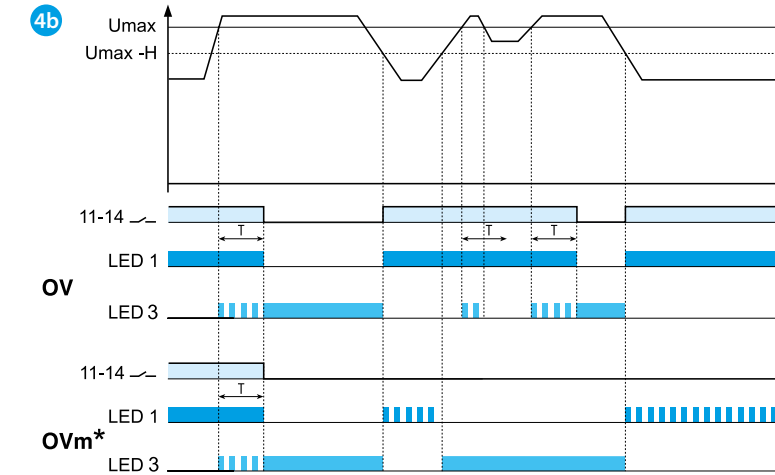 4b
Umax
Umax -H
11-14
T T T
LED 1
OV
LED 3
11-14
T
LED 1
OVm*
LED 3